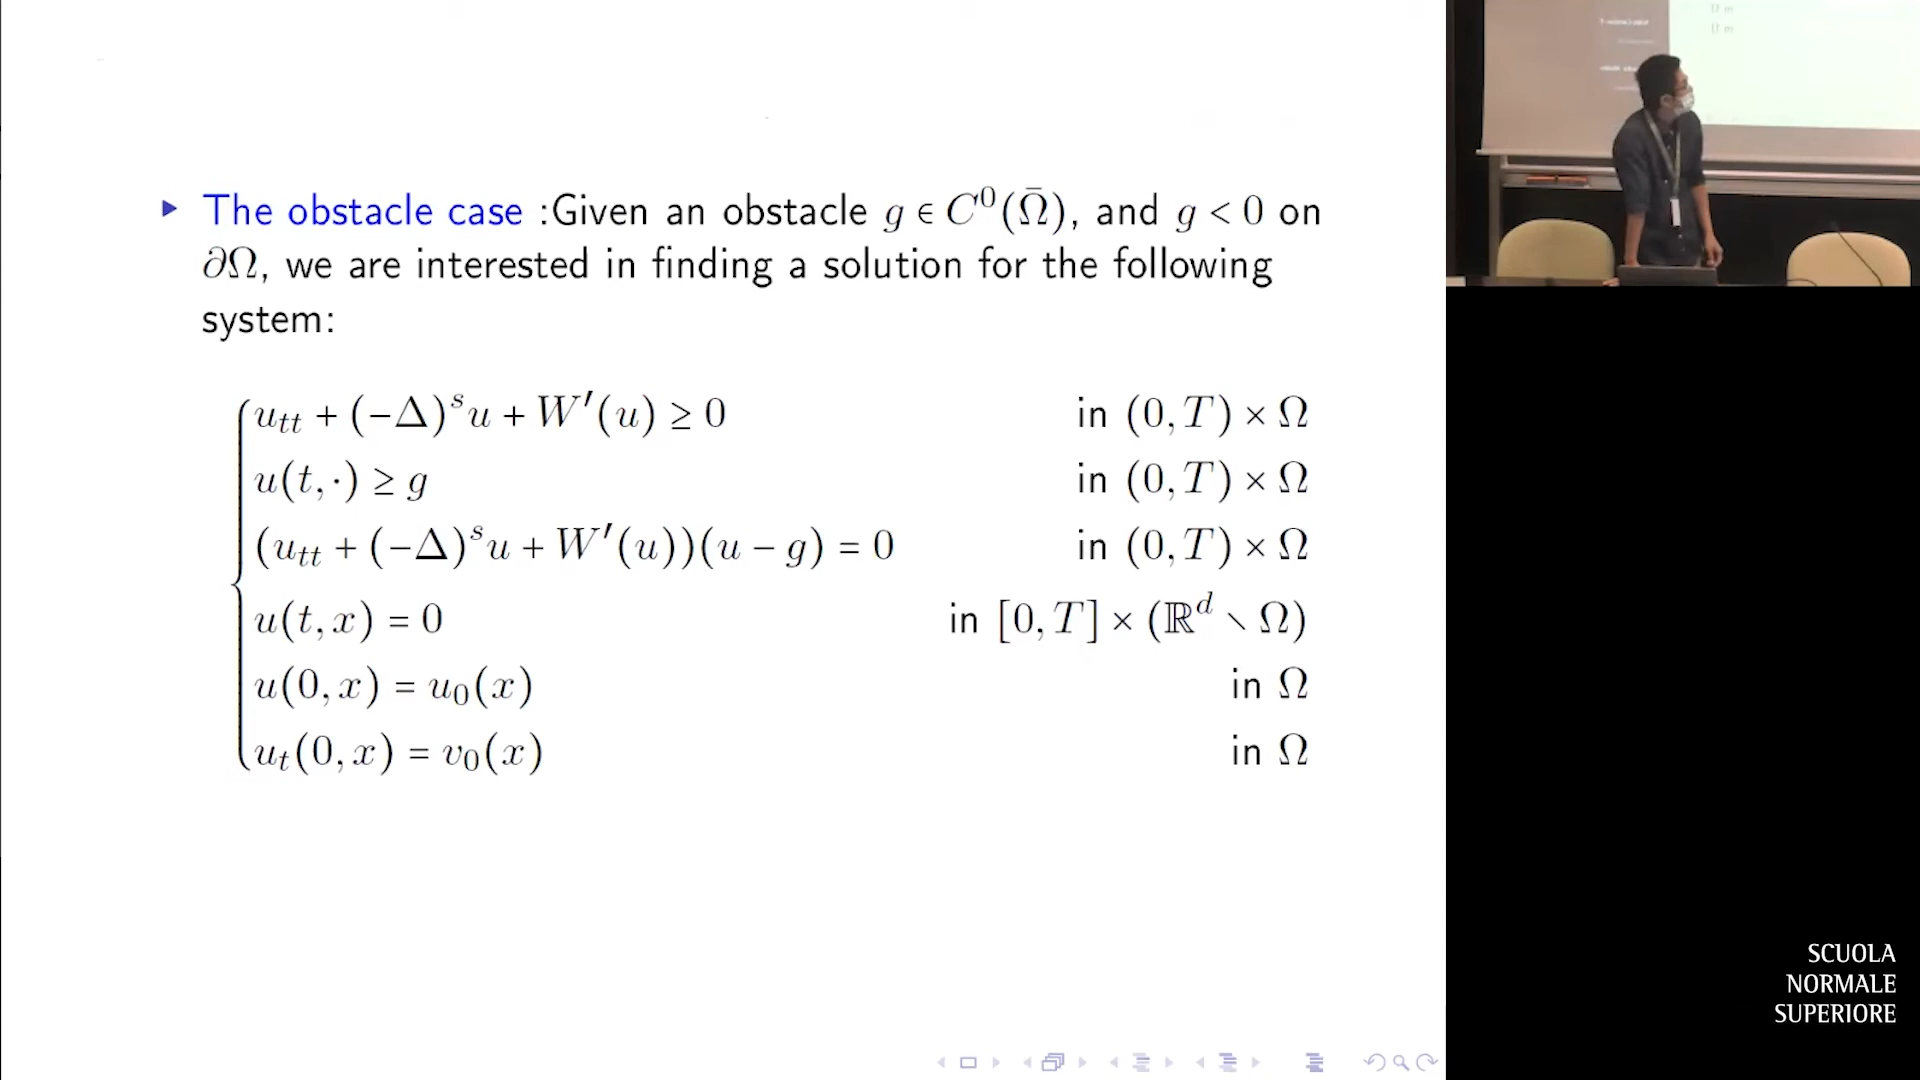 The obstacle case :Given an obstacle g ∈ C⁰(Ω̄), and g < 0 on
∂Ω, we are interested in finding a solution for the following
system:
u_tt + (−Δ)^s u + W′(u) ≥ 0 in (0, T) × Ω
u(t, ·) ≥ g in (0, T) × Ω
(u_tt + (−Δ)^s u + W′(u))(u − g) = 0 in (0, T) × Ω
u(t, x) = 0 in [0, T] × (ℝ^d ∖ Ω)
u(0, x) = u₀(x) in Ω
u_t(0, x) = v₀(x) in Ω
SCUOLA
NORMALE
SUPERIORE